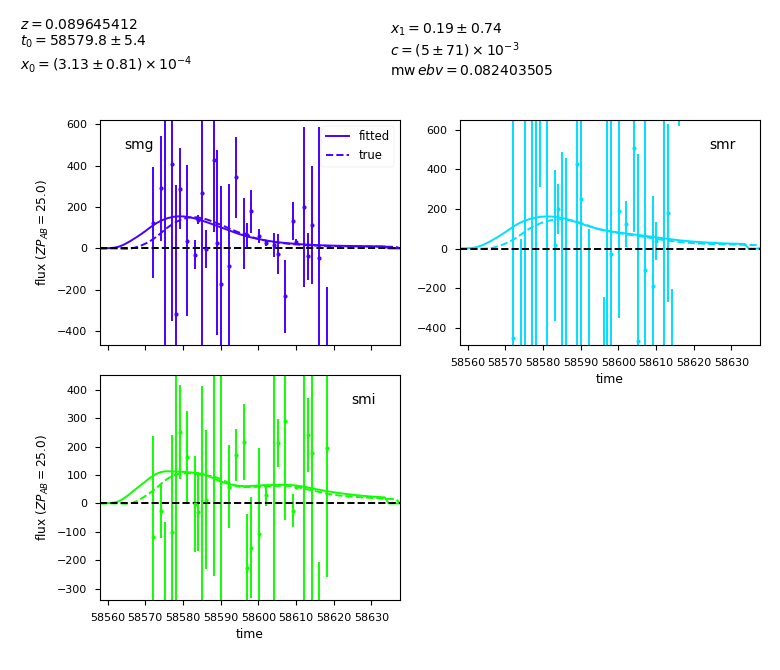 z = 0.089645412
t₀ = 58579.8 ± 5.4
x₀ = (3.13 ± 0.81) × 10⁻⁴
x₁ = 0.19 ± 0.74
c = (5 ± 71) × 10⁻³
mw ebv = 0.082403505
smg
fitted
true
600
400
200
0
−200
−400
flux (ZP_AB = 25.0)
smr
600
400
200
0
−200
−400
58560 58570 58580 58590 58600 58610 58620 58630
time
smi
400
300
200
100
0
−100
−200
−300
flux (ZP_AB = 25.0)
58560 58570 58580 58590 58600 58610 58620 58630
time